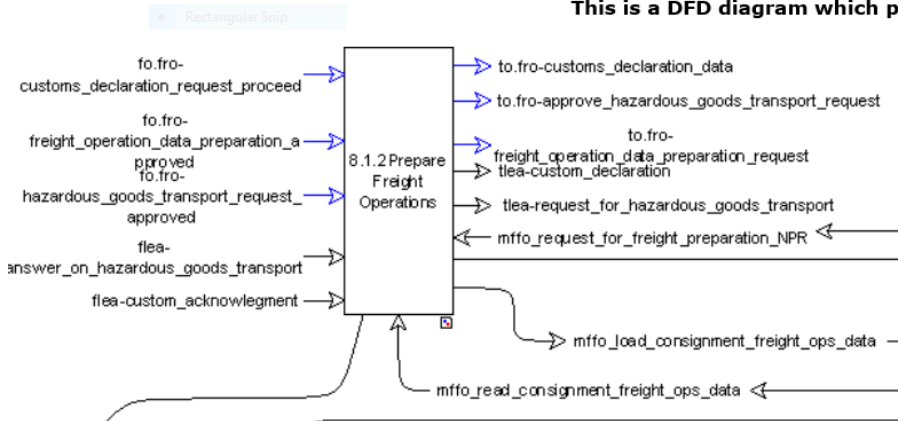 Rectangular Snip
This is a DFD diagram which p
fo.fro-
customs_declaration_request_proceed
fo.fro-
freight_operation_data_preparation_a
pproved
fo.fro-
hazardous_goods_transport_request_
approved
flea-
answer_on_hazardous_goods_transport
flea-custom_acknowlegment
8.1.2 Prepare
Freight
Operations
to.fro-customs_declaration_data
to.fro-approve_hazardous_goods_transport_request
to.fro-
freight_operation_data_preparation_request
tlea-custom_declaration
tlea-request_for_hazardous_goods_transport
mffo_request_for_freight_preparation_NPR
mffo_load_consignment_freight_ops_data
mffo_read_consignment_freight_ops_data